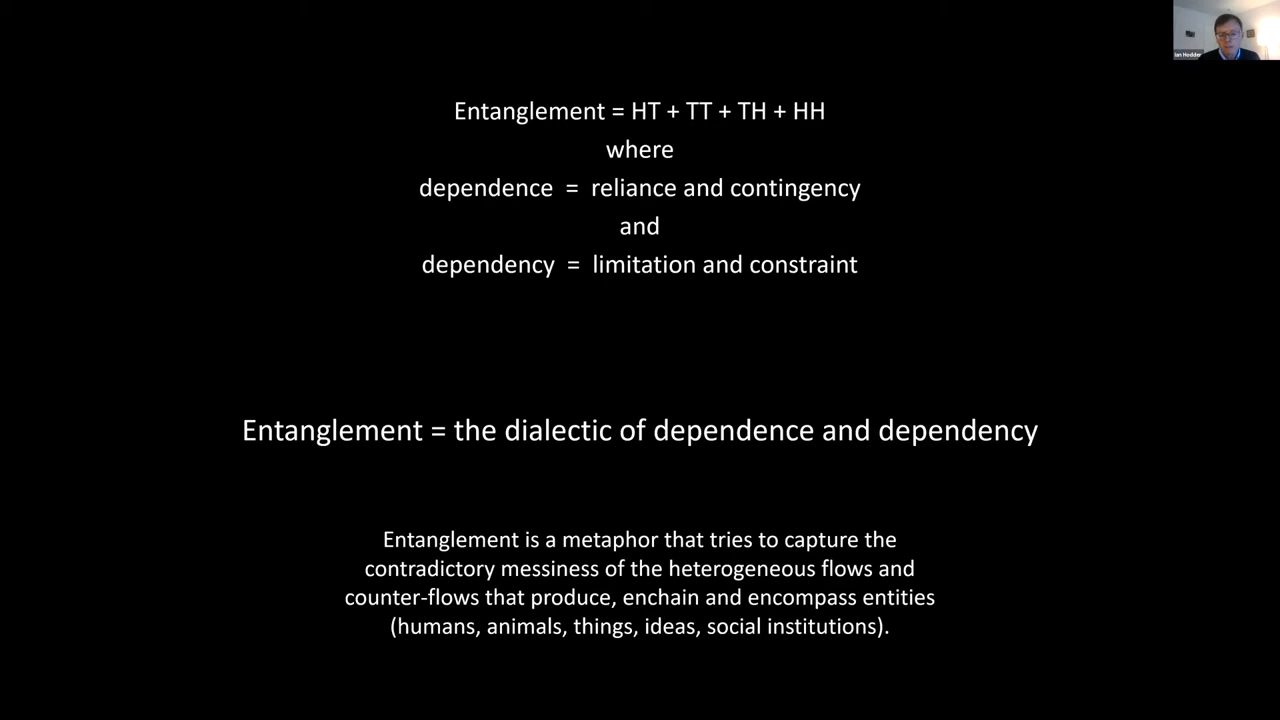 Ian Hodder
Entanglement = HT + TT + TH + HH
where
dependence = reliance and contingency
and
dependency = limitation and constraint
Entanglement = the dialectic of dependence and dependency
Entanglement is a metaphor that tries to capture the
contradictory messiness of the heterogeneous flows and
counter-flows that produce, enchain and encompass entities
(humans, animals, things, ideas, social institutions).